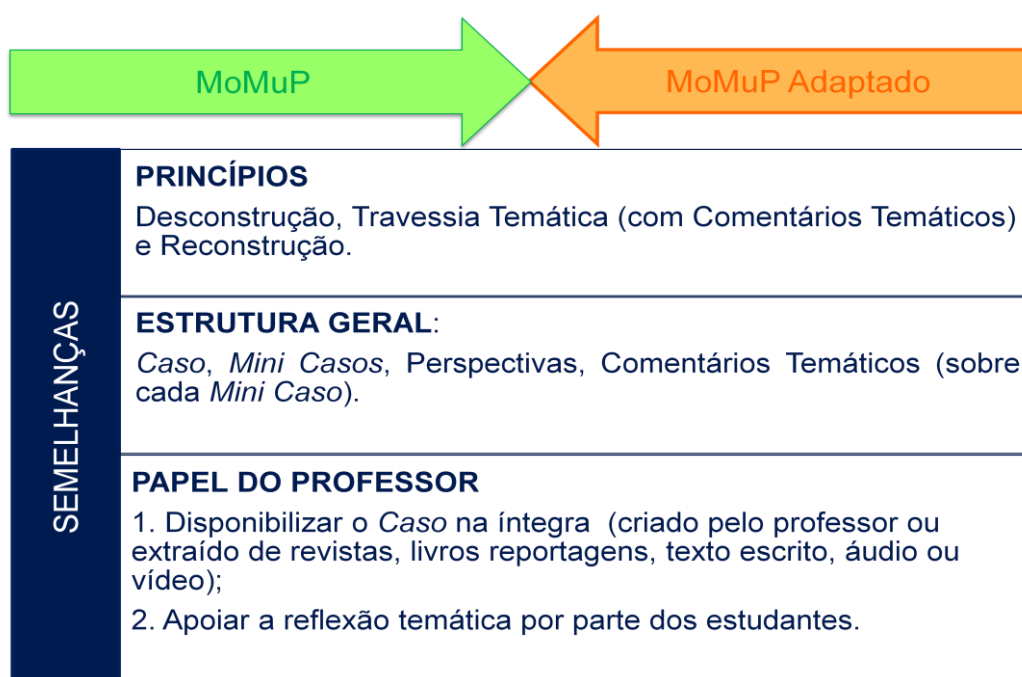 MoMuP
MoMuP Adaptado
SEMELHANÇAS
PRINCÍPIOS
Desconstrução, Travessia Temática (com Comentários Temáticos)
e Reconstrução.
ESTRUTURA GERAL:
Caso, Mini Casos, Perspectivas, Comentários Temáticos (sobre
cada Mini Caso).
PAPEL DO PROFESSOR
1. Disponibilizar o Caso na íntegra (criado pelo professor ou
extraído de revistas, livros reportagens, texto escrito, áudio ou
vídeo);
2. Apoiar a reflexão temática por parte dos estudantes.